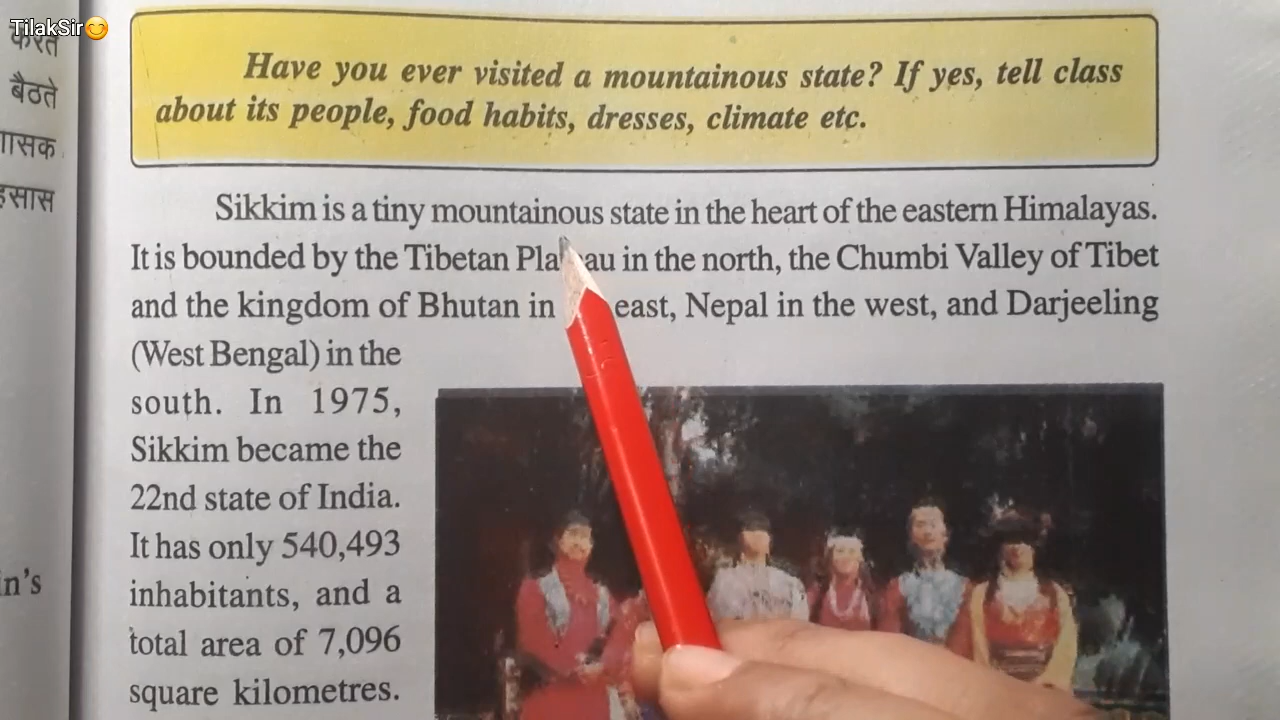 TilakSir😊
करते
बैठते
सास
Have you ever visited a mountainous state? If yes, tell class
about its people, food habits, dresses, climate etc.
Sikkim is a tiny mountainous state in the heart of the eastern Himalayas.
It is bounded by the Tibetan in the north, the Chumbi Valley of Tibet
and the kingdom of Bhutan in east, Nepal in the west, and Darjeeling
(West Bengal) in the
south. In 1975,
Sikkim became the
22nd state of India.
It has only 540,493
in's
inhabitants, and a
total area of 7,096
square kilometres.